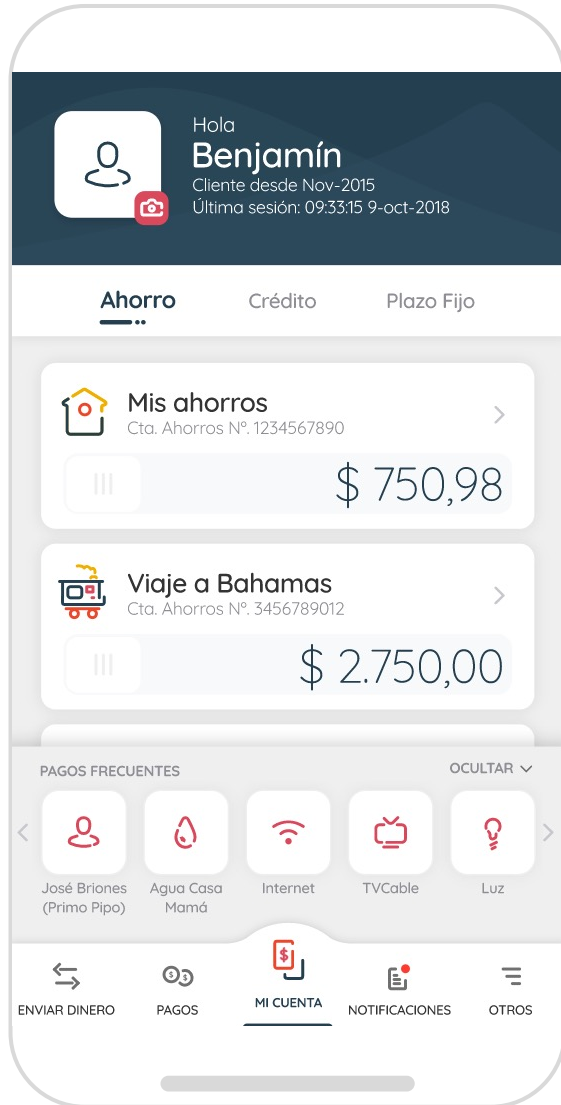 Hola
Benjamín
Cliente desde Nov-2015
Última sesión: 09:33:15 9-oct-2018
Ahorro
Crédito
Plazo Fijo
Mis ahorros
Cta. Ahorros Nº. 1234567890
$ 750,98
Viaje a Bahamas
Cta. Ahorros Nº. 3456789012
$ 2.750,00
PAGOS FRECUENTES
OCULTAR
José Briones
(Primo Pipo)
Agua Casa
Mamá
Internet
TVCable
Luz
ENVIAR DINERO
PAGOS
MI CUENTA
NOTIFICACIONES
OTROS